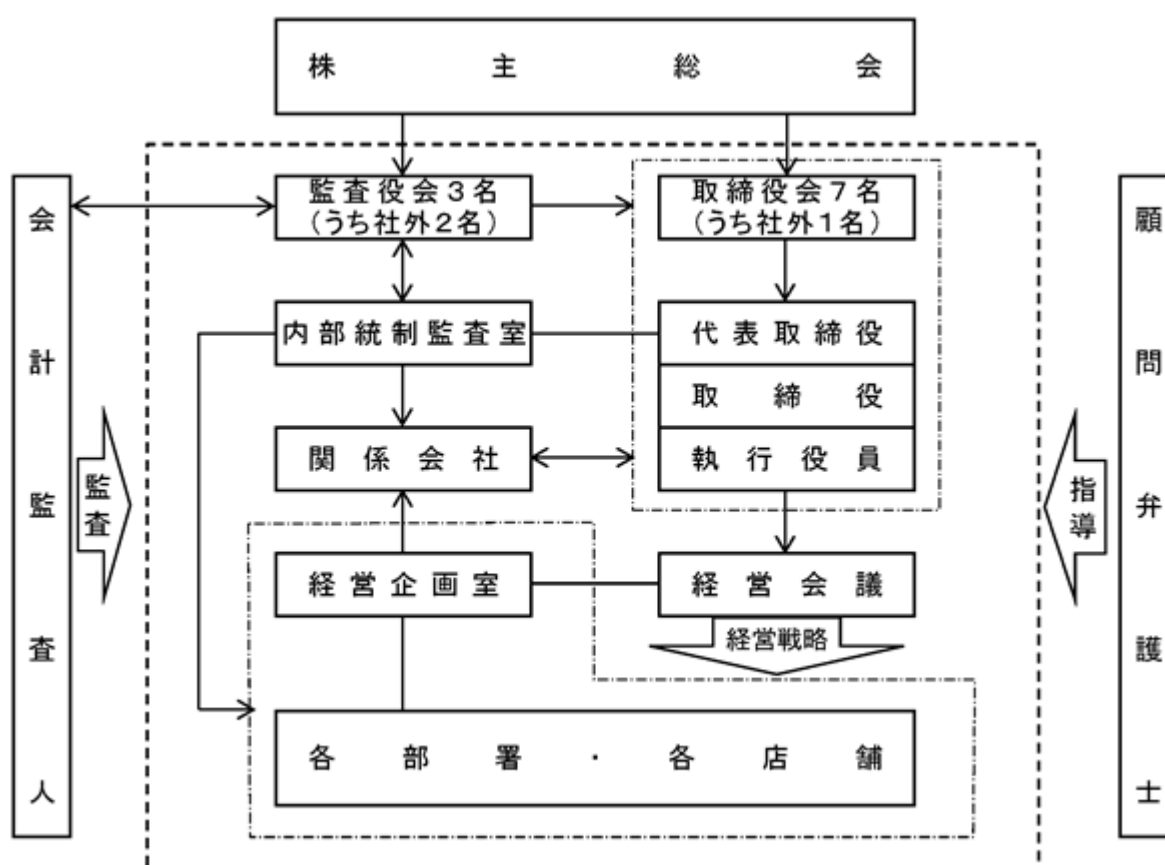 株主総会
会計監査人
監査役会3名
(うち社外2名)
取締役会7名
(うち社外1名)
顧問弁護士
内部統制監査室
代表取締役
取締役
関係会社
執行役員
監査
指導
経営企画室
経営会議
経営戦略
各部署・各店舗